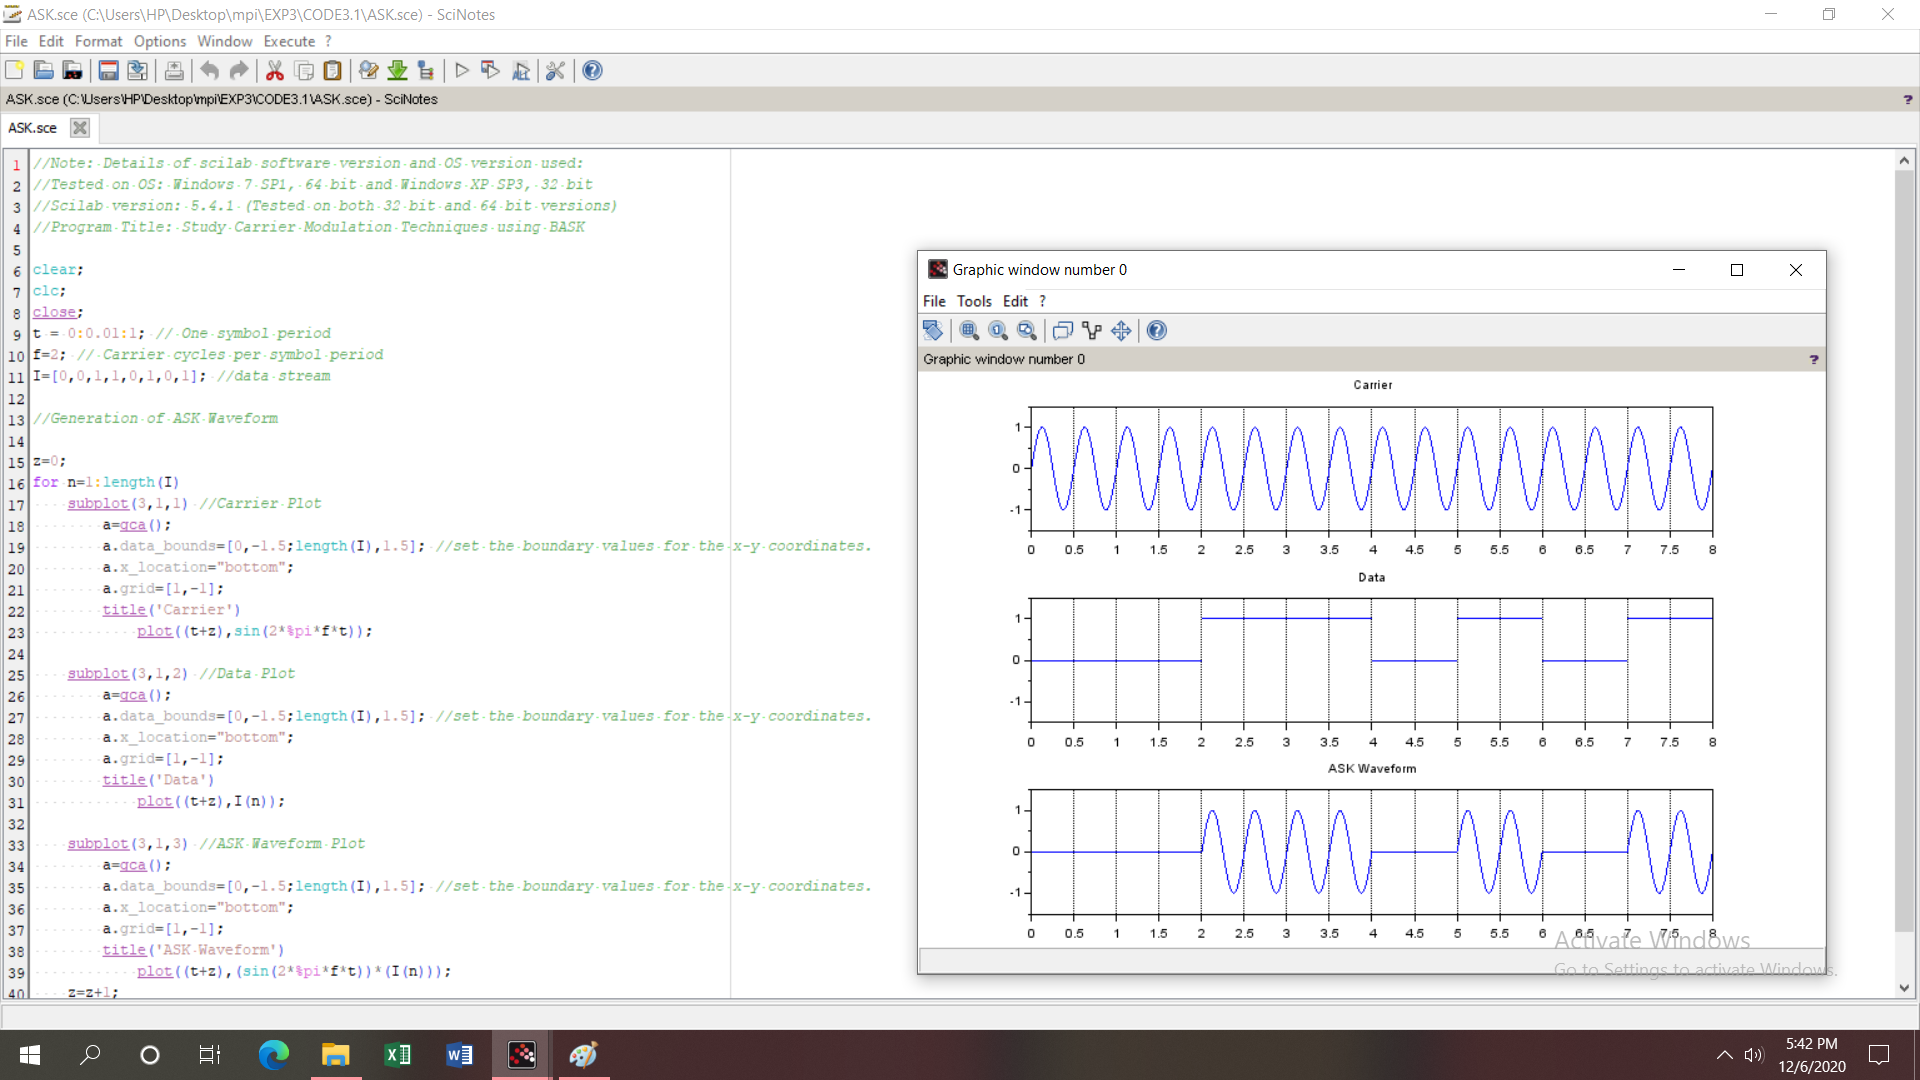 ASK.sce (C:\Users\HP\Desktop\mpi\EXP3\CODE3.1\ASK.sce) - SciNotes
File Edit Format Options Window Execute ?
ASK.sce (C:\Users\HP\Desktop\mpi\EXP3\CODE3.1\ASK.sce) - SciNotes ?
ASK.sce
1 //Note: Details of scilab software version and OS version used:
2 //Tested on OS: Windows 7 SP1, 64 bit and Windows XP SP3, 32 bit
3 //Scilab version: 5.4.1 (Tested on both 32 bit and 64 bit versions)
4 //Program Title: Study Carrier Modulation Techniques using BASK
5
6 clear;
7 clc;
8 close;
9 t = 0:0.01:1; // One symbol period
10 f=2; // Carrier cycles per symbol period
11 I=[0,0,1,1,0,1,0,1]; //data stream
12
13 //Generation of ASK Waveform
14
15 z=0;
16 for n=1:length(I)
17 subplot(3,1,1) //Carrier Plot
18 a=gca();
19 a.data_bounds=[0,-1.5;length(I),1.5]; //set the boundary values for the x-y coordinates.
20 a.x_location="bottom";
21 a.grid=[1,-1];
22 title('Carrier')
23 plot((t+z),sin(2*%pi*f*t));
24
25 subplot(3,1,2) //Data Plot
26 a=gca();
27 a.data_bounds=[0,-1.5;length(I),1.5]; //set the boundary values for the x-y coordinates.
28 a.x_location="bottom";
29 a.grid=[1,-1];
30 title('Data')
31 plot((t+z),I(n));
32
33 subplot(3,1,3) //ASK Waveform Plot
34 a=gca();
35 a.data_bounds=[0,-1.5;length(I),1.5]; //set the boundary values for the x-y coordinates.
36 a.x_location="bottom";
37 a.grid=[1,-1];
38 title('ASK Waveform')
39 plot((t+z),(sin(2*%pi*f*t))*(I(n)));
40 z=z+1;
Graphic window number 0
File Tools Edit ?
Graphic window number 0 ?
Carrier
1
0
-1
0 0.5 1 1.5 2 2.5 3 3.5 4 4.5 5 5.5 6 6.5 7 7.5 8
Data
1
0
-1
0 0.5 1 1.5 2 2.5 3 3.5 4 4.5 5 5.5 6 6.5 7 7.5 8
ASK Waveform
1
0
-1
0 0.5 1 1.5 2 2.5 3 3.5 4 4.5 5 5.5 6 6.5 7 7.5 8
Activate Windows
Go to Settings to activate Windows.
5:42 PM
12/6/2020